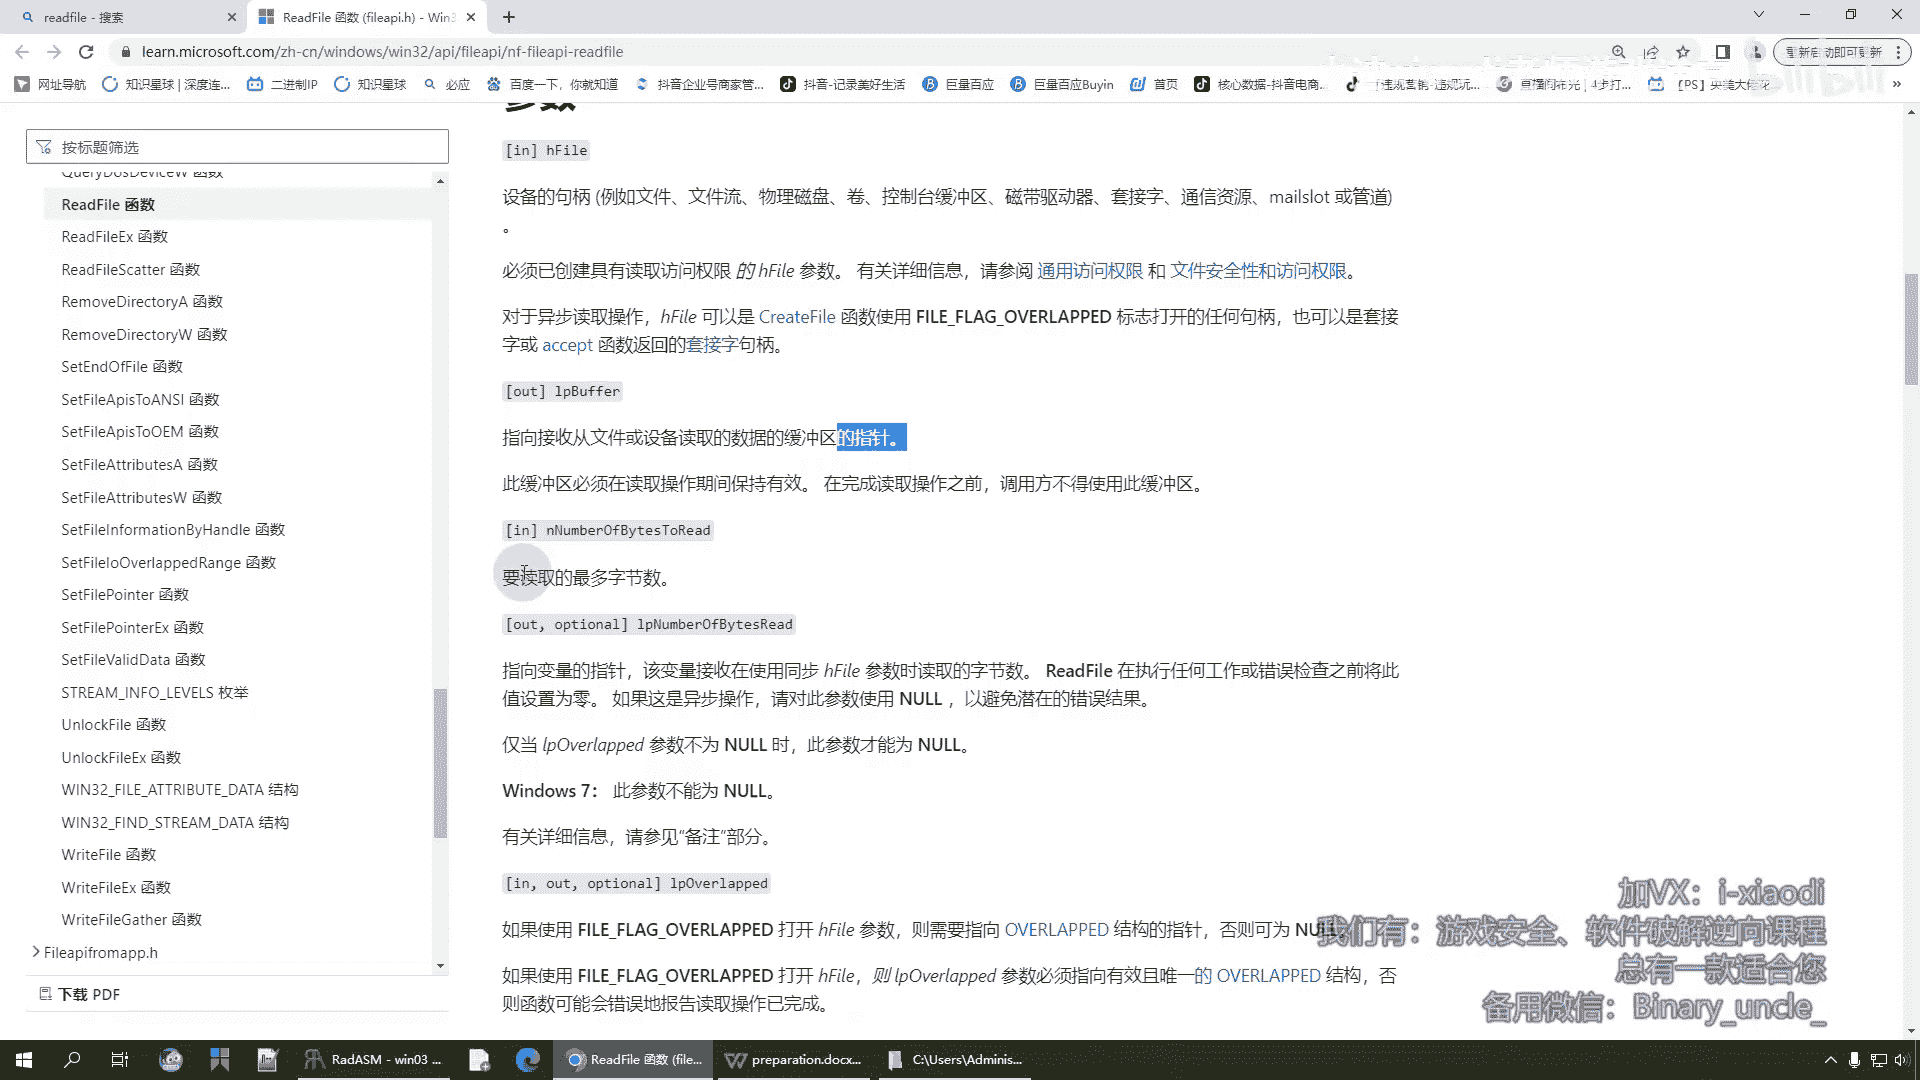 readfile - 搜索
ReadFile 函数 (fileapi.h) - Win3
learn.microsoft.com/zh-cn/windows/win32/api/fileapi/nf-fileapi-readfile
重新启动即可更新
网址导航
知识星球 | 深度连...
二进制IP
知识星球
必应
百度一下，你就知道
抖音企业号商家管...
抖音-记录美好生活
巨量百应
巨量百应Buyin
首页
核心数据-抖音电商...
»
参数
按标题筛选
QueryDosDeviceW 函数
ReadFile 函数
ReadFileEx 函数
ReadFileScatter 函数
RemoveDirectoryA 函数
RemoveDirectoryW 函数
SetEndOfFile 函数
SetFileApisToANSI 函数
SetFileApisToOEM 函数
SetFileAttributesA 函数
SetFileAttributesW 函数
SetFileInformationByHandle 函数
SetFileIoOverlappedRange 函数
SetFilePointer 函数
SetFilePointerEx 函数
SetFileValidData 函数
STREAM_INFO_LEVELS 枚举
UnlockFile 函数
UnlockFileEx 函数
WIN32_FILE_ATTRIBUTE_DATA 结构
WIN32_FIND_STREAM_DATA 结构
WriteFile 函数
WriteFileEx 函数
WriteFileGather 函数
Fileapifromapp.h
下载 PDF
[in] hFile
设备的句柄 (例如文件、文件流、物理磁盘、卷、控制台缓冲区、磁带驱动器、套接字、通信资源、mailslot 或管道)
。
必须已创建具有读取访问权限 的 hFile 参数。 有关详细信息，请参阅 通用访问权限 和 文件安全性和访问权限。
对于异步读取操作，hFile 可以是 CreateFile 函数使用 FILE_FLAG_OVERLAPPED 标志打开的任何句柄，也可以是套接
字或 accept 函数返回的套接字句柄。
[out] lpBuffer
指向接收从文件或设备读取的数据的缓冲区的指针。
此缓冲区必须在读取操作期间保持有效。 在完成读取操作之前，调用方不得使用此缓冲区。
[in] nNumberOfBytesToRead
要读取的最多字节数。
[out, optional] lpNumberOfBytesRead
指向变量的指针，该变量接收在使用同步 hFile 参数时读取的字节数。 ReadFile 在执行任何工作或错误检查之前将此
值设置为零。 如果这是异步操作，请对此参数使用 NULL ，以避免潜在的错误结果。
仅当 lpOverlapped 参数不为 NULL 时，此参数才能为 NULL。
Windows 7： 此参数不能为 NULL。
有关详细信息，请参见“备注”部分。
[in, out, optional] lpOverlapped
如果使用 FILE_FLAG_OVERLAPPED 打开 hFile 参数，则需要指向 OVERLAPPED 结构的指针，否则可为 NULL。
如果使用 FILE_FLAG_OVERLAPPED 打开 hFile，则 lpOverlapped 参数必须指向有效且唯一的 OVERLAPPED 结构，否
则函数可能会错误地报告读取操作已完成。
加VX：i-xiaodi
我们有：游戏安全、软件破解逆向课程
总有一款适合您
备用微信：Binary_uncle_
RadASM - win03 ...
ReadFile 函数 (file...
preparation.docx...
C:\Users\Adminis...